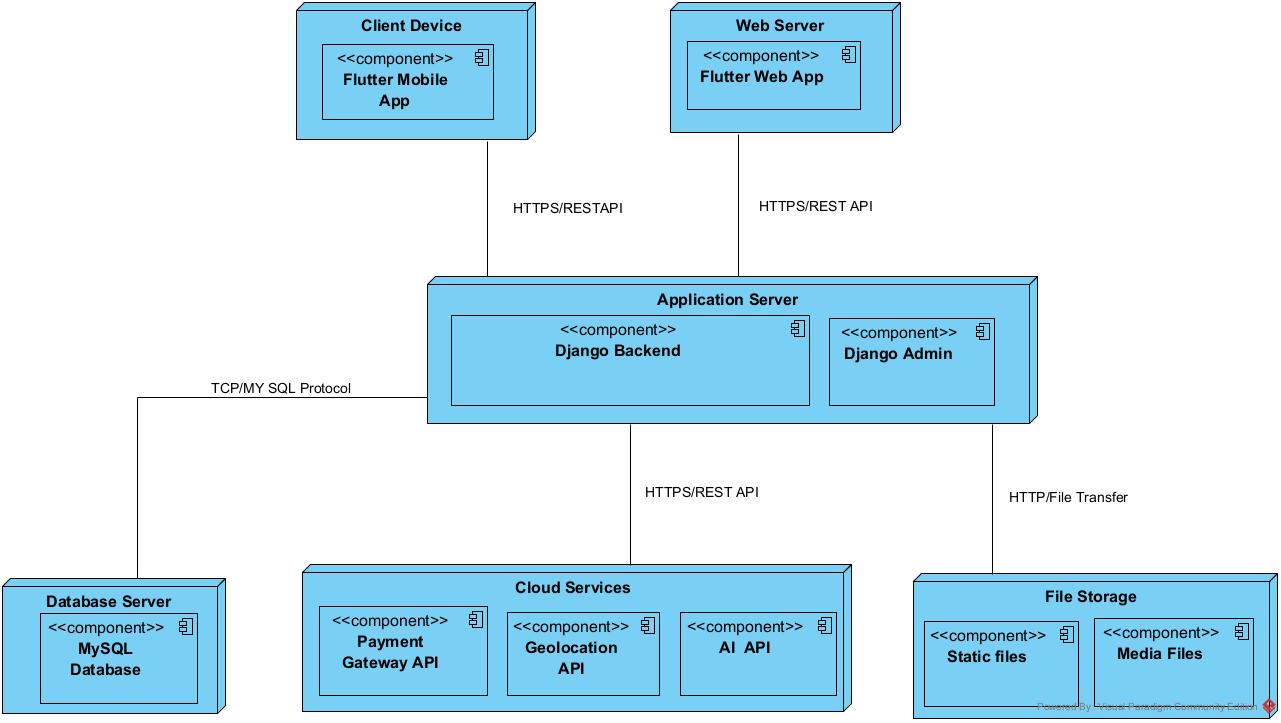 Client Device
<<component>>
Flutter Mobile
App
Web Server
<<component>>
Flutter Web App
HTTPS/RESTAPI
HTTPS/REST API
Application Server
<<component>>
Django Backend
<<component>>
Django Admin
TCP/MY SQL Protocol
HTTPS/REST API
HTTP/File Transfer
Database Server
<<component>>
MySQL
Database
Cloud Services
<<component>>
Payment
Gateway API
<<component>>
Geolocation
API
<<component>>
AI API
File Storage
<<component>>
Static files
<<component>>
Media Files
Powered By: Visual Paradigm Community Edition